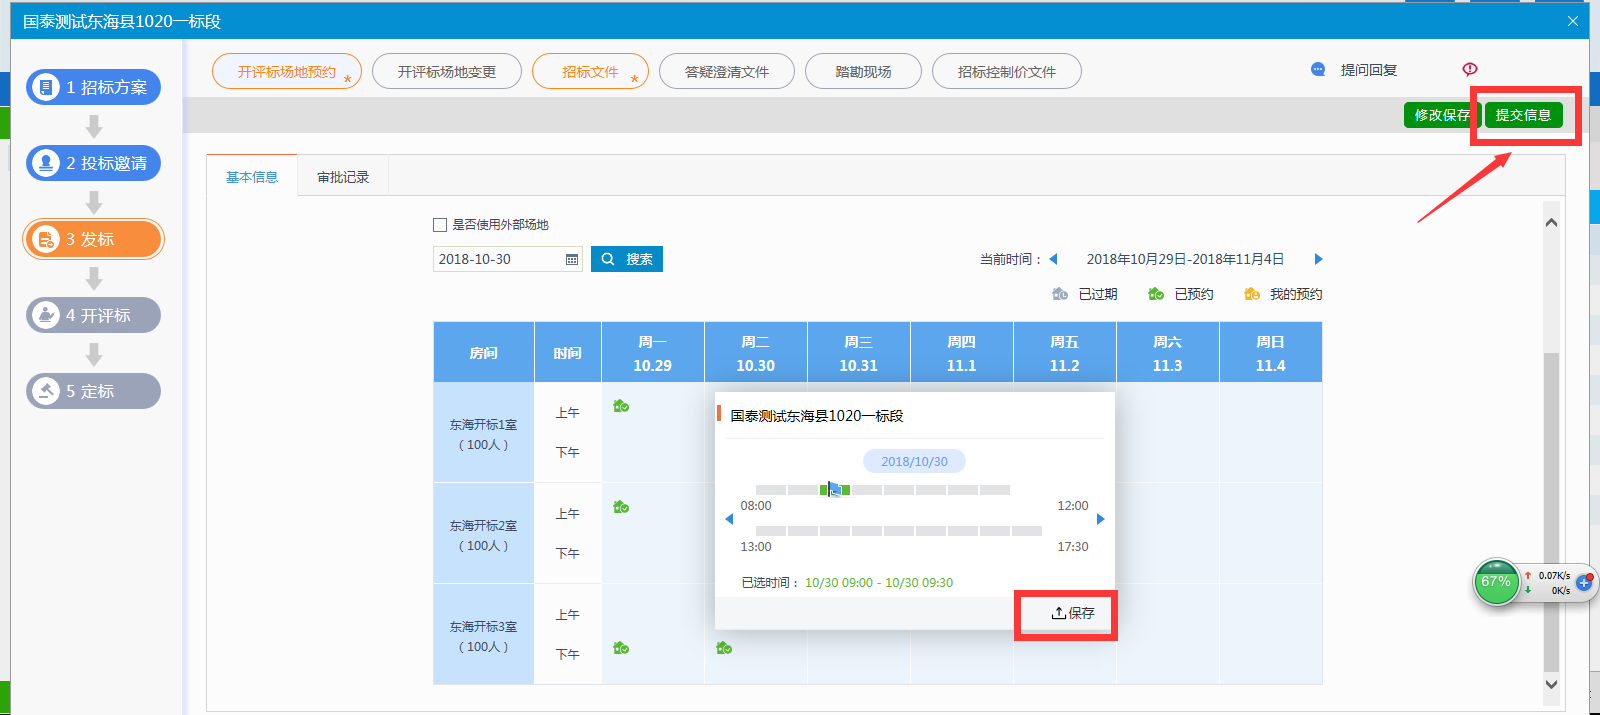 国泰测试东海县1020一标段
1 招标方案
2 投标邀请
3 发标
4 开评标
5 定标
开评标场地预约 *
开评标场地变更
招标文件 *
答疑澄清文件
踏勘现场
招标控制价文件
提问回复
修改保存
提交信息
基本信息
审批记录
是否使用外部场地
2018-10-30
搜索
当前时间：
2018年10月29日-2018年11月4日
已过期
已预约
我的预约
房间
时间
周一
10.29
周二
10.30
周三
10.31
周四
11.1
周五
11.2
周六
11.3
周日
11.4
东海开标1室
（100人）
上午
下午
东海开标2室
（100人）
上午
下午
东海开标3室
（100人）
上午
下午
国泰测试东海县1020一标段
2018/10/30
08:00
12:00
13:00
17:30
已选时间： 10/30 09:00 - 10/30 09:30
保存
67%
0.07K/s
0K/s